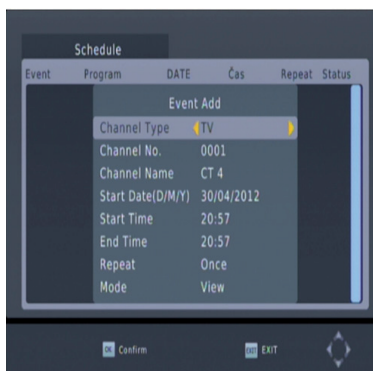 Schedule
Event Program DATE Čas Repeat Status
Event Add
Channel Type TV
Channel No. 0001
Channel Name CT 4
Start Date(D/M/Y) 30/04/2012
Start Time 20:57
End Time 20:57
Repeat Once
Mode View
OK Confirm EXIT EXIT